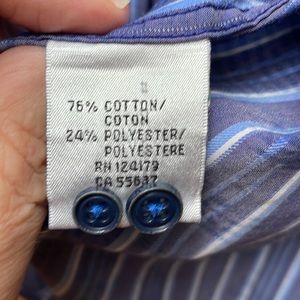 76% COTTON/
COTON
24% POLYESTER/
POLYESTERE
RN 124179
CA 55637